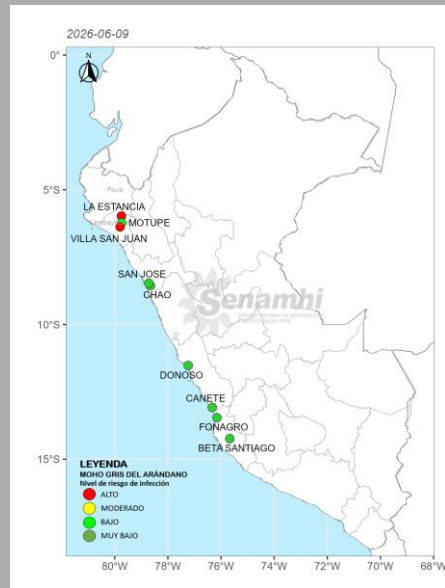 2026-06-09
N
0°
5°S
10°S
15°S
Piura
LA ESTANCIA
MOTUPE
VILLA SAN JUAN
SAN JOSE
CHAO
Senamhi
DONOSO
CANETE
FONAGRO
BETA SANTIAGO
LEYENDA
MOHO GRIS DEL ARÁNDANO
Nivel de riesgo de infección
ALTO
MODERADO
BAJO
MUY BAJO
80°W 78°W 76°W 74°W 72°W 70°W 68°W